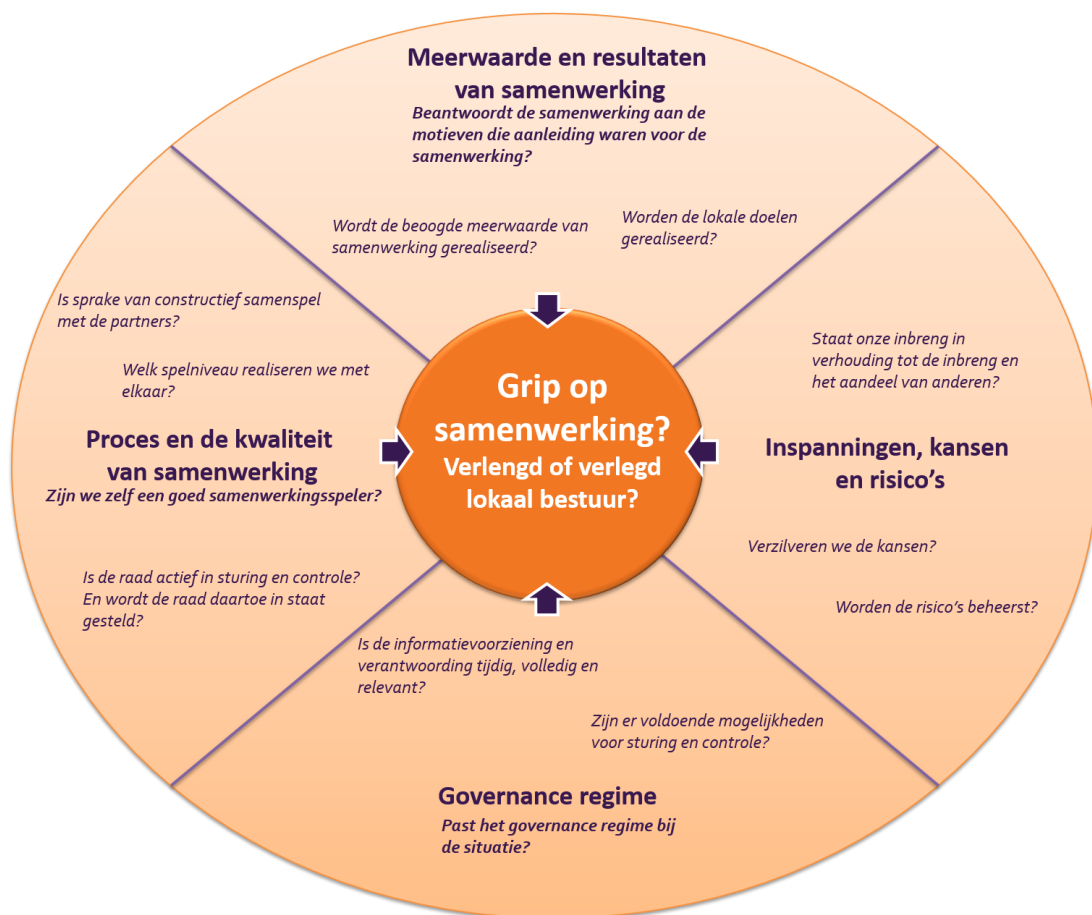 Meerwaarde en resultaten
van samenwerking
Beantwoordt de samenwerking aan de
motieven die aanleiding waren voor de
samenwerking?
Wordt de beoogde meerwaarde van
samenwerking gerealiseerd?
Worden de lokale doelen
gerealiseerd?
Is sprake van constructief samenspel
met de partners?
Welk spelniveau realiseren we met
elkaar?
Proces en de kwaliteit
van samenwerking
Zijn we zelf een goed samenwerkingsspeler?
Is de raad actief in sturing en controle?
En wordt de raad daartoe in staat
gesteld?
Grip op
samenwerking?
Verlengd of verlegd
lokaal bestuur?
Staat onze inbreng in
verhouding tot de inbreng en
het aandeel van anderen?
Inspanningen, kansen
en risico's
Verzilveren we de kansen?
Worden de risico's beheerst?
Is de informatievoorziening en
verantwoording tijdig, volledig en
relevant?
Zijn er voldoende mogelijkheden
voor sturing en controle?
Governance regime
Past het governance regime bij
de situatie?